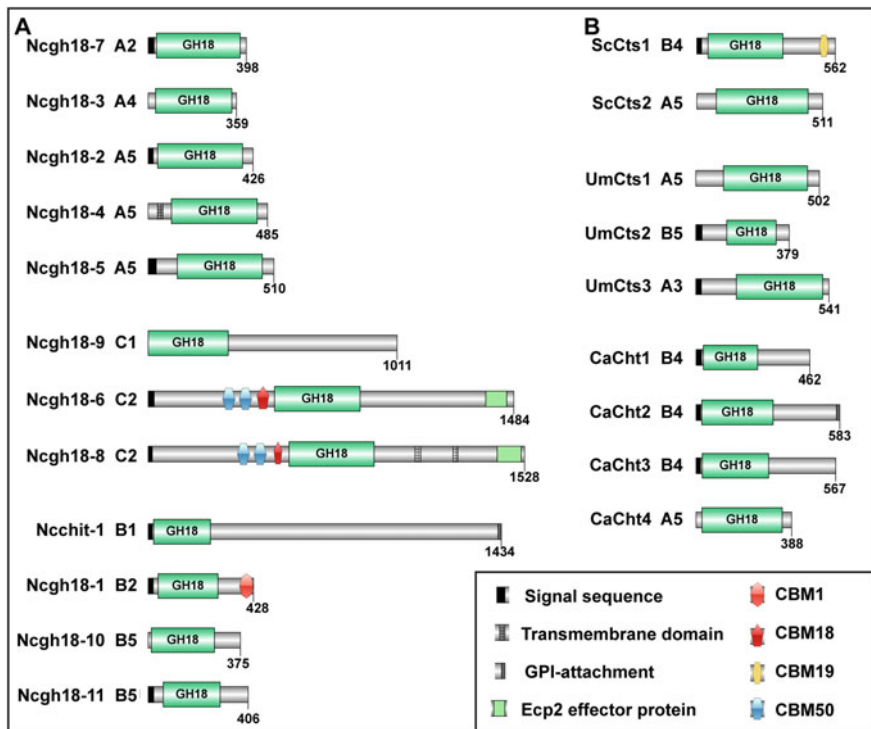 A
Ncgh18-7 A2 GH18
398
Ncgh18-3 A4 GH18
359
Ncgh18-2 A5 GH18
426
Ncgh18-4 A5 GH18
485
Ncgh18-5 A5 GH18
510
Ncgh18-9 C1 GH18
1011
Ncgh18-6 C2 GH18
1484
Ncgh18-8 C2 GH18
1528
Ncchit-1 B1 GH18
1434
Ncgh18-1 B2 GH18
428
Ncgh18-10 B5 GH18
375
Ncgh18-11 B5 GH18
406
B
ScCts1 B4 GH18
562
ScCts2 A5 GH18
511
UmCts1 A5 GH18
502
UmCts2 B5 GH18
379
UmCts3 A3 GH18
541
CaCht1 B4 GH18
462
CaCht2 B4 GH18
583
CaCht3 B4 GH18
567
CaCht4 A5 GH18
388
Signal sequence
Transmembrane domain
GPI-attachment
Ecp2 effector protein
CBM1
CBM18
CBM19
CBM50